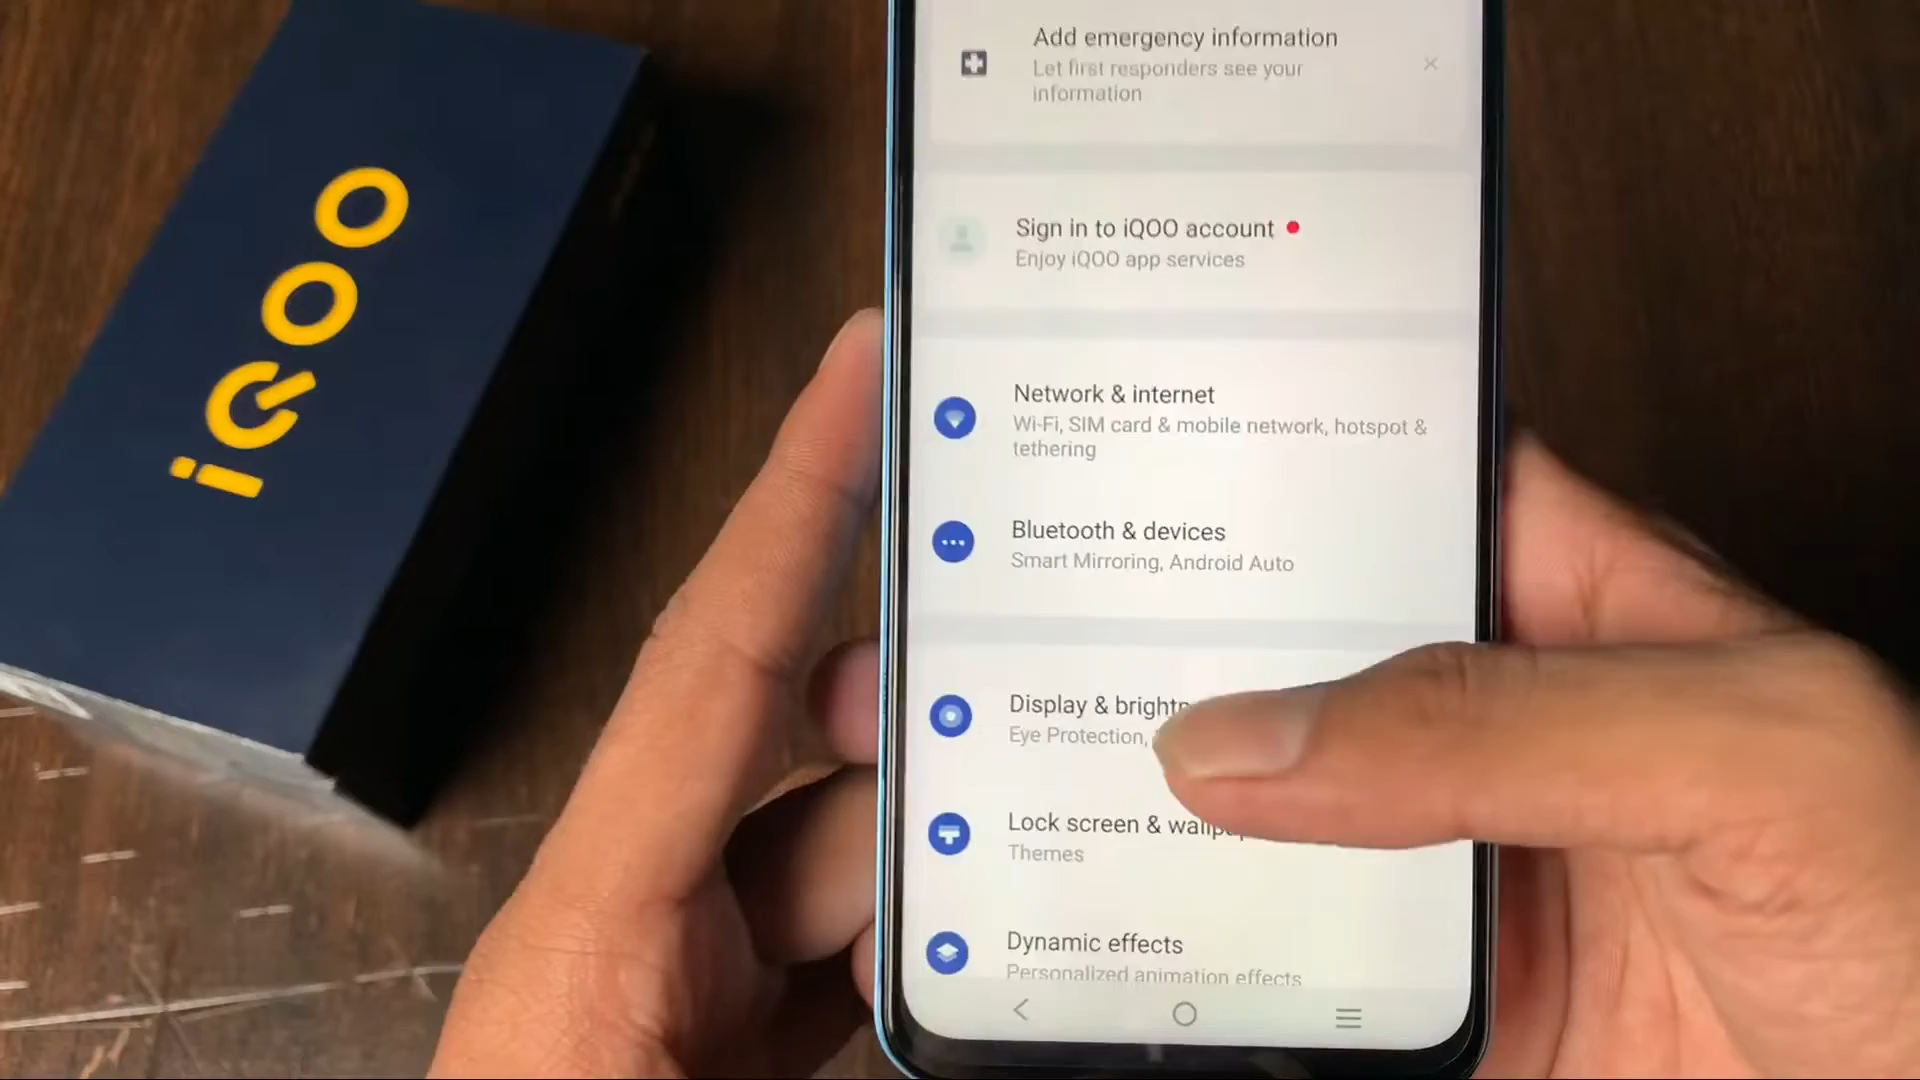 iQOO
Add emergency information
Let first responders see your
information
Sign in to iQOO account
Enjoy iQOO app services
Network & internet
Wi-Fi, SIM card & mobile network, hotspot &
tethering
Bluetooth & devices
Smart Mirroring, Android Auto
Display &
Eye Protection,
Lock screen &
Themes
Dynamic effects
Personalized animation effects